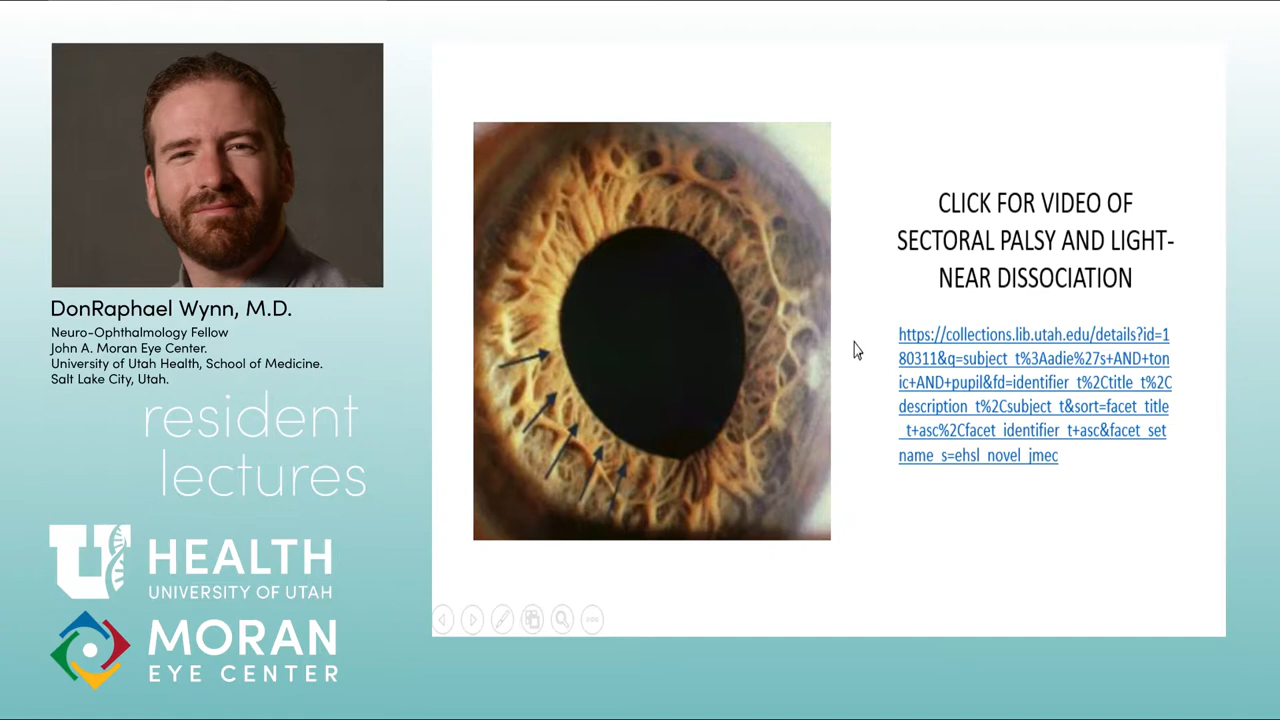 DonRaphael Wynn, M.D.
Neuro-Ophthalmology Fellow
John A. Moran Eye Center.
University of Utah Health, School of Medicine.
Salt Lake City, Utah.
resident
lectures
U HEALTH
UNIVERSITY OF UTAH
MORAN
EYE CENTER
CLICK FOR VIDEO OF
SECTORAL PALSY AND LIGHT-
NEAR DISSOCIATION
https://collections.lib.utah.edu/details?id=1
80311&q=subject_t%3Aadie%27s+AND+ton
ic+AND+pupil&fd=identifier_t%2Ctitle_t%2C
description_t%2Csubject_t&sort=facet_title
_t+asc%2Cfacet_identifier_t+asc&facet_set
name_s=ehsl_novel_jmec